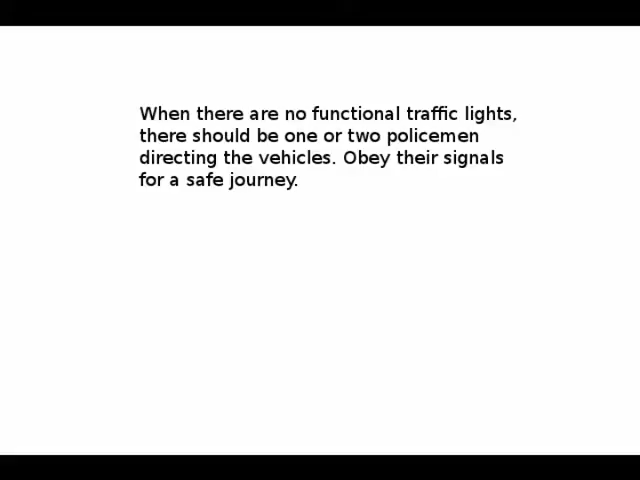 When there are no functional traffic lights,
there should be one or two policemen
directing the vehicles. Obey their signals
for a safe journey.